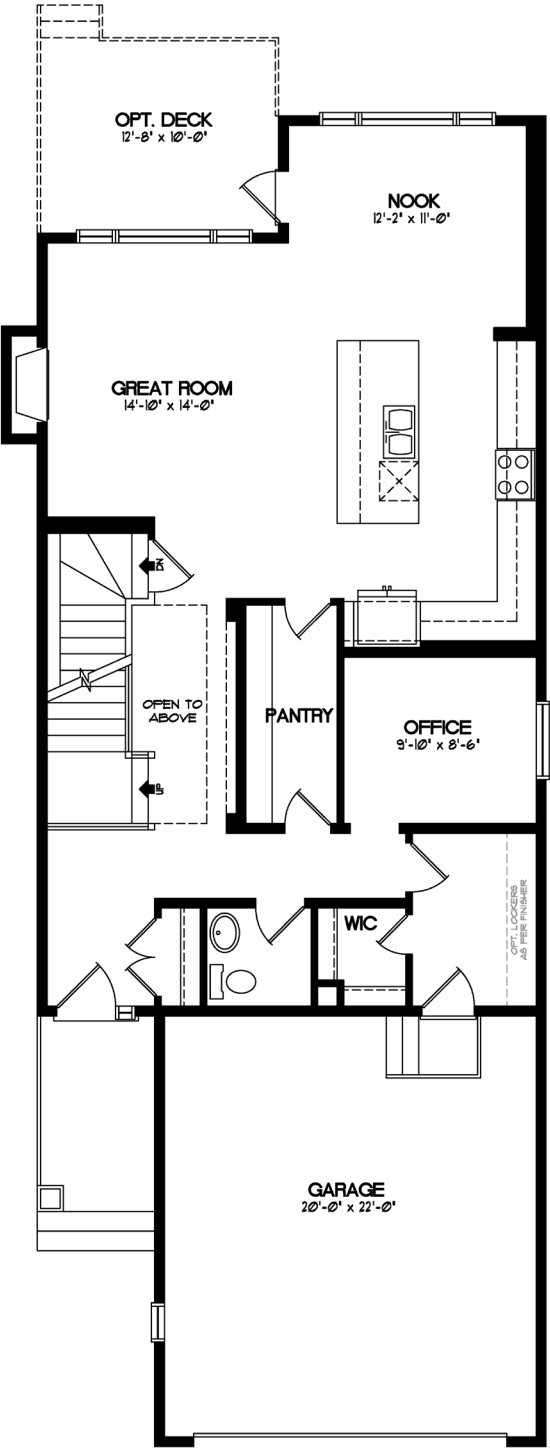 OPT. DECK
12'-8" x 10'-0"
NOOK
12'-2" x 11'-0"
GREAT ROOM
14'-10" x 14'-0"
DN
OPEN TO
ABOVE
PANTRY
OFFICE
9'-10" x 8'-6"
UP
OPT. LOCKERS
AS PER FINISHER
WIC
GARAGE
20'-0" x 22'-0"